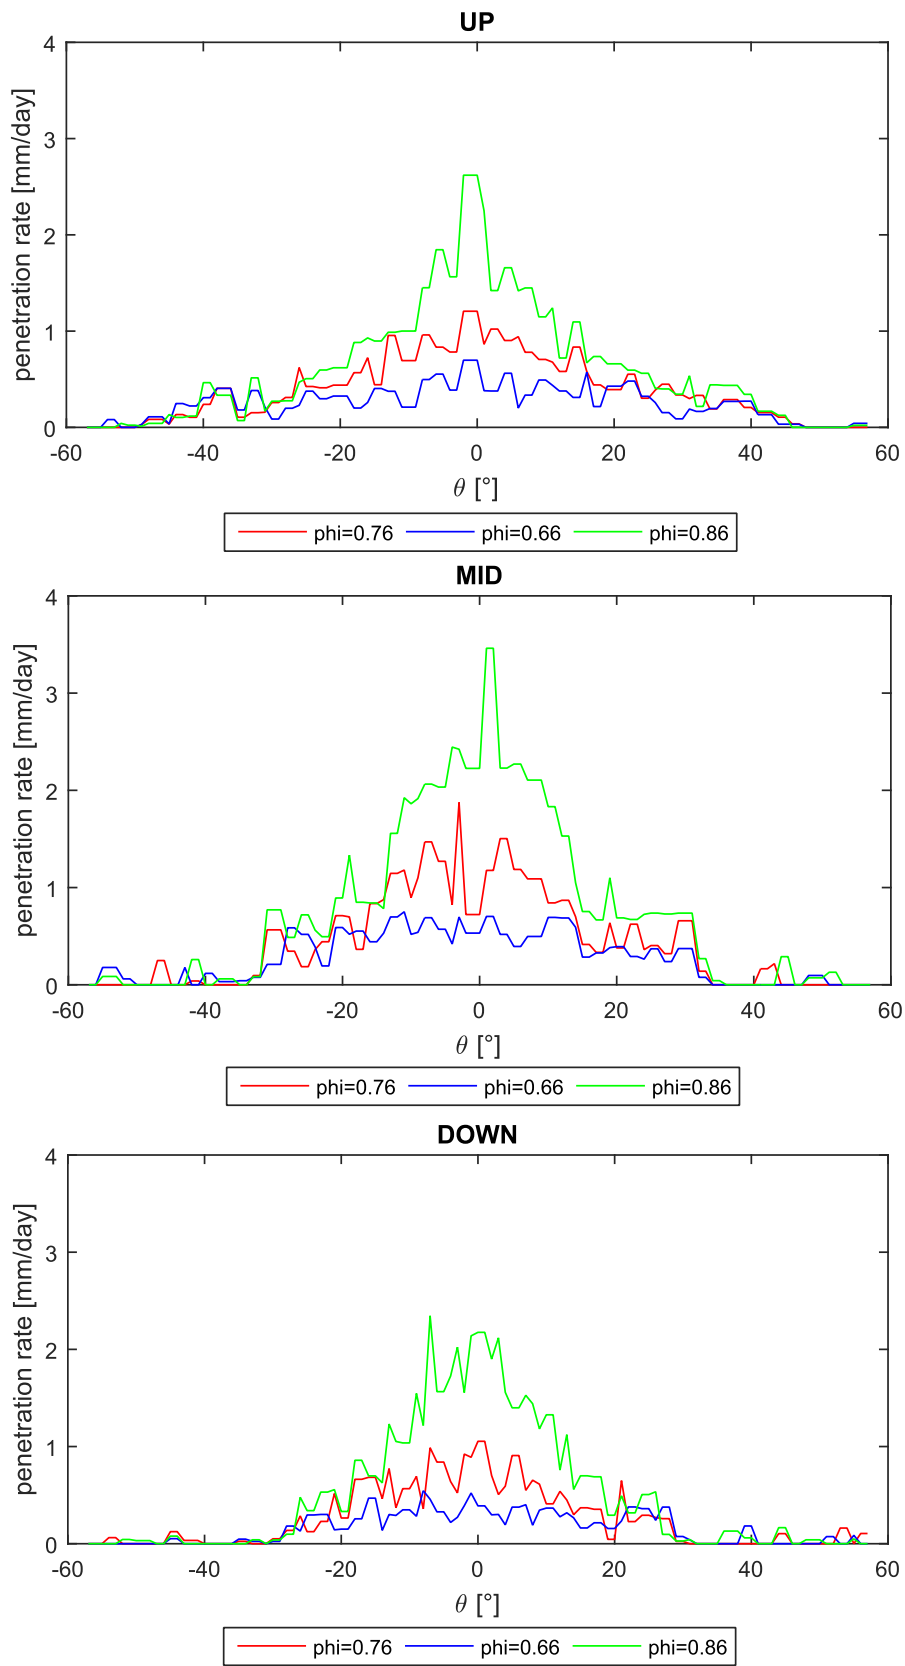 UP
penetration rate [mm/day]
4
3
2
1
0
-60 -40 -20 0 20 40 60
θ [°]
phi=0.76 phi=0.66 phi=0.86
MID
penetration rate [mm/day]
4
3
2
1
0
-60 -40 -20 0 20 40 60
θ [°]
phi=0.76 phi=0.66 phi=0.86
DOWN
penetration rate [mm/day]
4
3
2
1
0
-60 -40 -20 0 20 40 60
θ [°]
phi=0.76 phi=0.66 phi=0.86